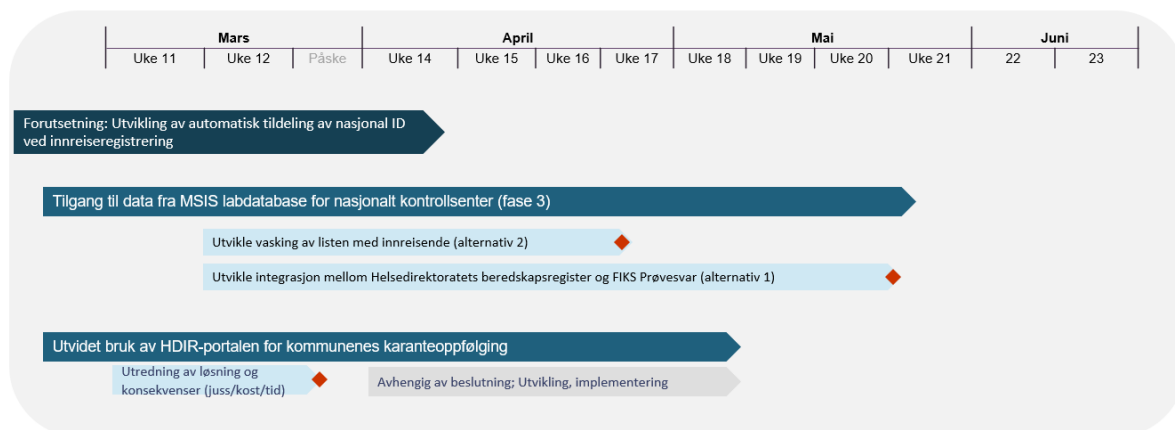 Mars April Mai Juni
Uke 11 Uke 12 Påske Uke 14 Uke 15 Uke 16 Uke 17 Uke 18 Uke 19 Uke 20 Uke 21 22 23
Forutsetning: Utvikling av automatisk tildeling av nasjonal ID
ved innreiseregistrering
Tilgang til data fra MSIS labdatabase for nasjonalt kontrollsenter (fase 3)
Utvikle vasking av listen med innreisende (alternativ 2)
Utvikle integrasjon mellom Helsedirektoratets beredskapsregister og FIKS Prøvesvar (alternativ 1)
Utvidet bruk av HDIR-portalen for kommunenes karanteoppfølging
Utredning av løsning og
konsekvenser (juss/kost/tid)
Avhengig av beslutning; Utvikling, implementering